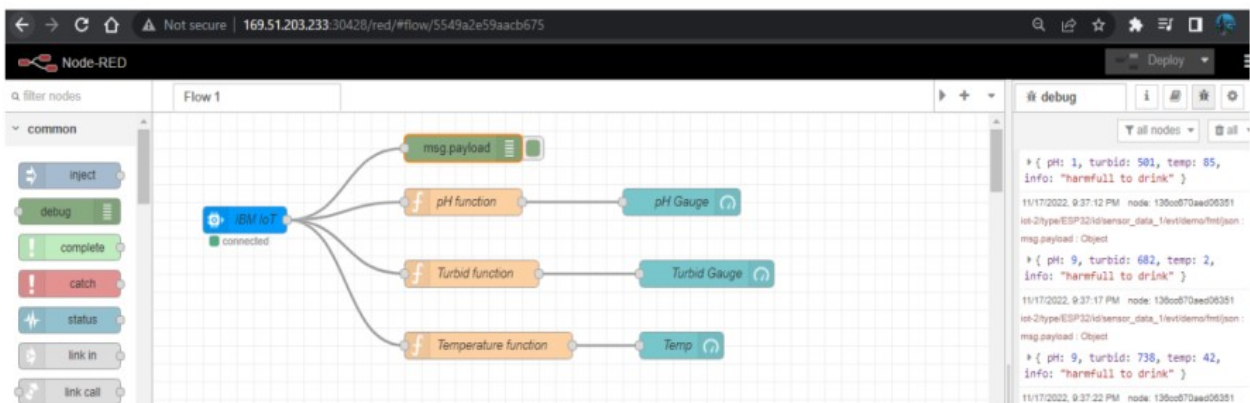 Not secure | 169.51.203.233:30428/red/#flow/5549a2e59aacb675
Node-RED
Deploy
filter nodes
Flow 1
debug
i
common
all nodes
all
inject
debug
complete
catch
status
link in
link call
msg.payload
f pH function
pH Gauge
IBM IoT
connected
f Turbid function
Turbid Gauge
f Temperature function
Temp
{ pH: 1, turbid: 501, temp: 85,
info: "harmfull to drink" }
11/17/2022, 9:37:12 PM node: 136cc670aed06351
iot-2/type/ESP32/id/sensor_data_1/evt/demo/fmt/json :
msg.payload : Object
{ pH: 9, turbid: 682, temp: 2,
info: "harmfull to drink" }
11/17/2022, 9:37:17 PM node: 136cc670aed06351
iot-2/type/ESP32/id/sensor_data_1/evt/demo/fmt/json :
msg.payload : Object
{ pH: 9, turbid: 738, temp: 42,
info: "harmfull to drink" }
11/17/2022, 9:37:22 PM node: 136cc670aed06351